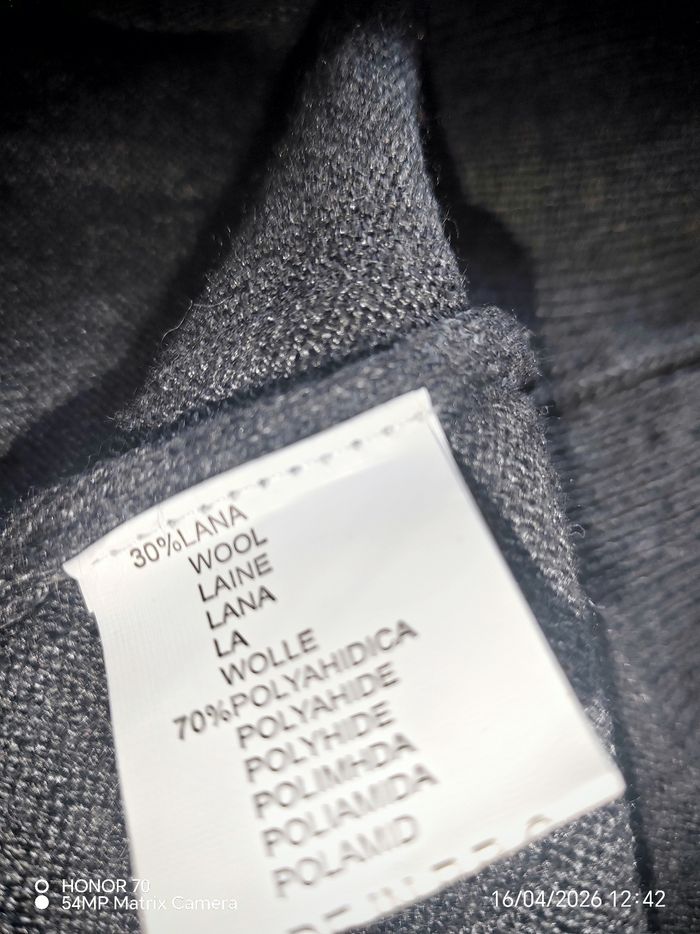 30%LANA
WOOL
LAINE
LANA
LA
WOLLE
70%POLYAHIDICA
POLYAHIDE
POLYHIDE
POLIMHDA
POLIAMIDA
POLAMID
HONOR 70
54MP Matrix Camera
16/04/2026 12:42